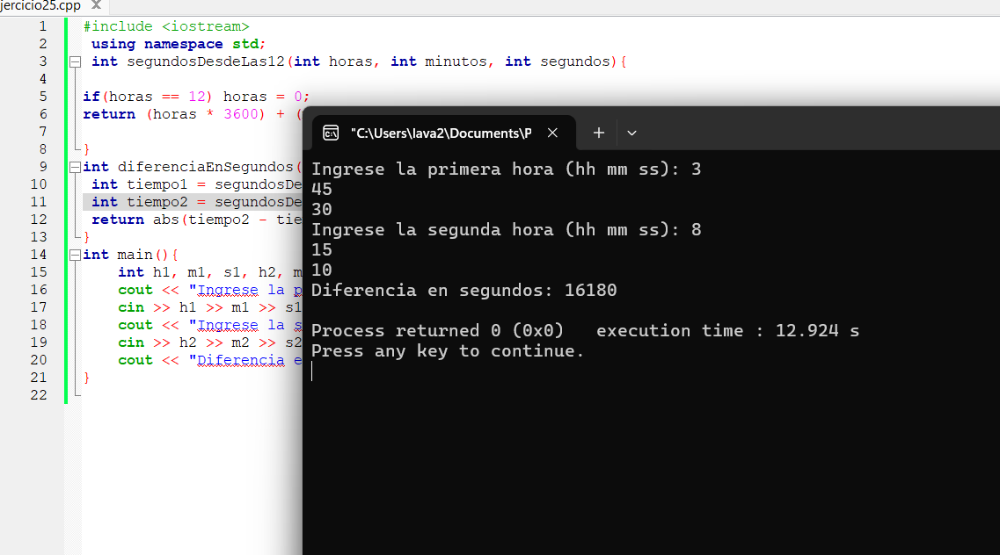 jercicio25.cpp
1 #include <iostream>
2 using namespace std;
3 int segundosDesdeLas12(int horas, int minutos, int segundos){
4
5 if(horas == 12) horas = 0;
6 return (horas * 3600) + (
7
8 }
9 int diferenciaEnSegundos(
10 int tiempo1 = segundosDe
11 int tiempo2 = segundosDe
12 return abs(tiempo2 - tie
13 }
14 int main(){
15 int h1, m1, s1, h2, m
16 cout << "Ingrese la p
17 cin >> h1 >> m1 >> s1
18 cout << "Ingrese la s
19 cin >> h2 >> m2 >> s2
20 cout << "Diferencia e
21 }
22
"C:\Users\lava2\Documents\P
Ingrese la primera hora (hh mm ss): 3
45
30
Ingrese la segunda hora (hh mm ss): 8
15
10
Diferencia en segundos: 16180
Process returned 0 (0x0) execution time : 12.924 s
Press any key to continue.